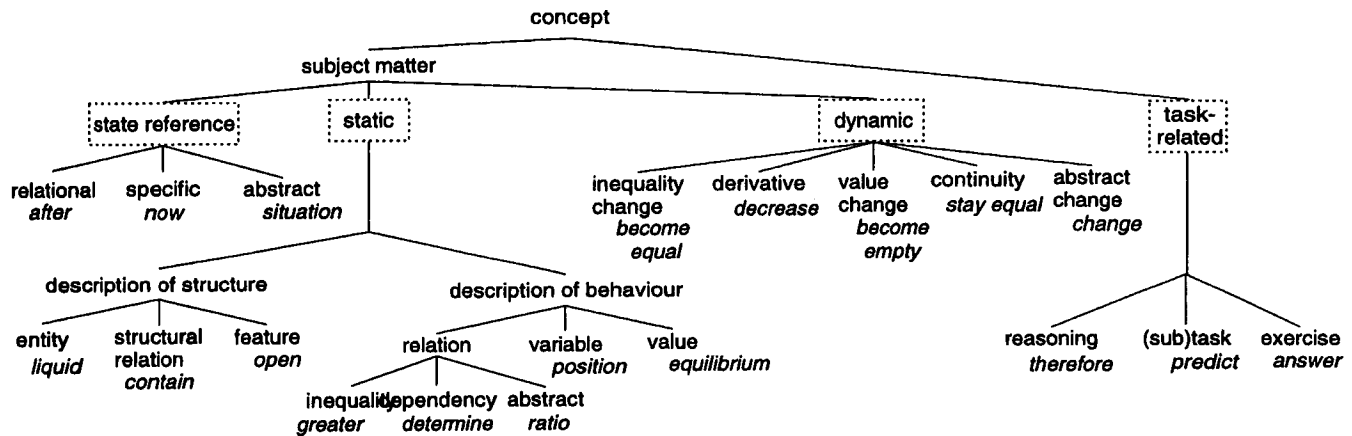 concept
subject matter
state reference
static
dynamic
task-
related
relational
after
specific
now
abstract
situation
inequality
change
become
equal
derivative
decrease
value
change
become
empty
continuity
stay equal
abstract
change
change
description of structure
description of behaviour
entity
liquid
structural
relation
contain
feature
open
relation
variable
position
value
equilibrium
reasoning
therefore
(sub)task
predict
exercise
answer
inequality
greater
dependency
determine
abstract
ratio